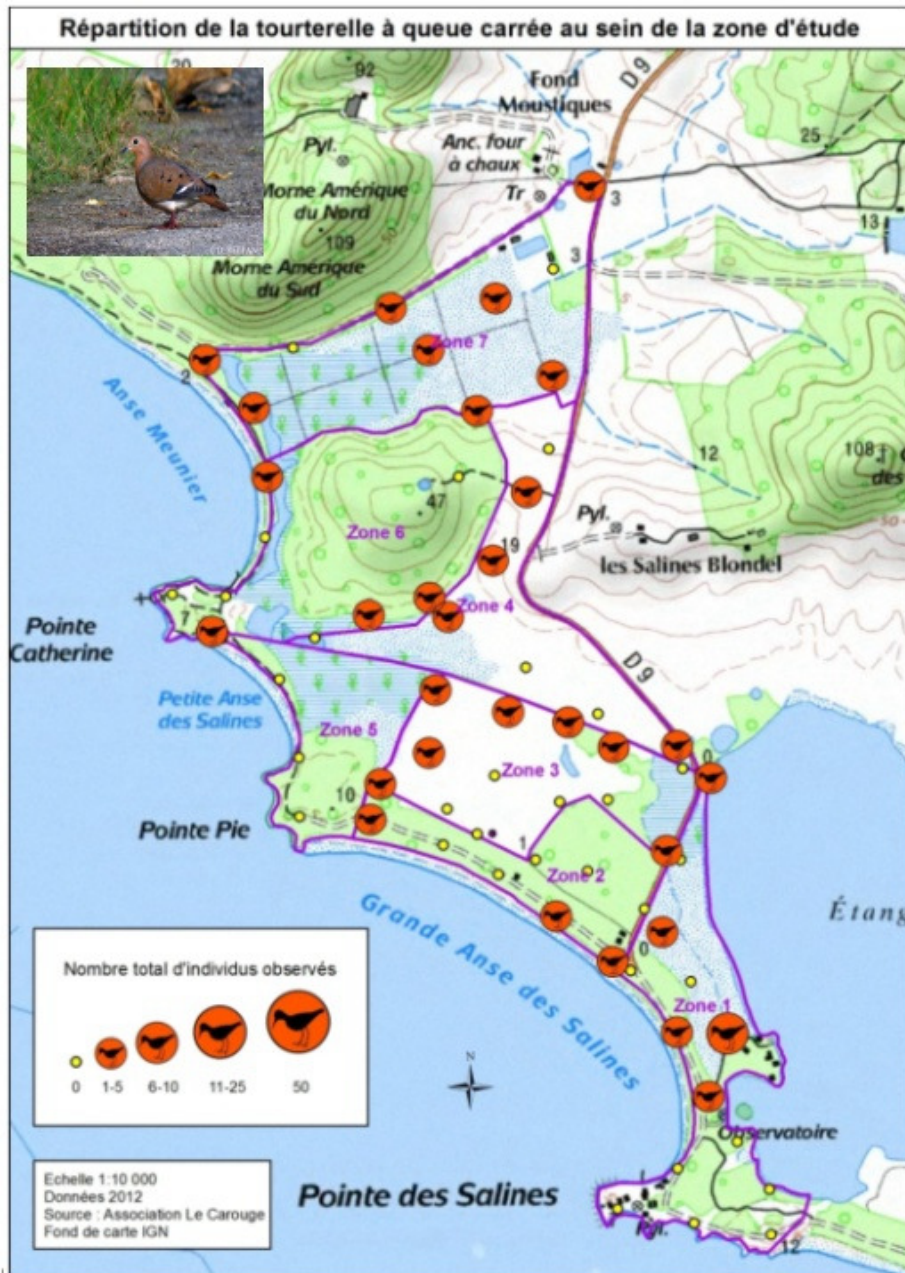 Répartition de la tourterelle à queue carrée au sein de la zone d'étude
92
Fond
Moustiques
D 9
25
Pyl.
Anc. four
à chaux
Morne Amérique
du Nord
Tr
3
13
109
3
Morne Amérique
du Sud
Zone 7
2
Anse Meunier
12
108
des
47
Zone 6
Pyl.
19
les Salines Blondel
Zone 4
Pointe
Catherine
7
D 9
Petite Anse
des Salines
Zone 5
0
Zone 3
10
Pointe Pie
1
Zone 2
Grande Anse des Salines
Étang
0
Zone 1
Nombre total d'individus observés
0 1-5 6-10 11-25 50
N
Observatoire
Echelle 1:10 000
Données 2012
Source : Association Le Carouge
Fond de carte IGN
Pointe des Salines
Pyl.
12